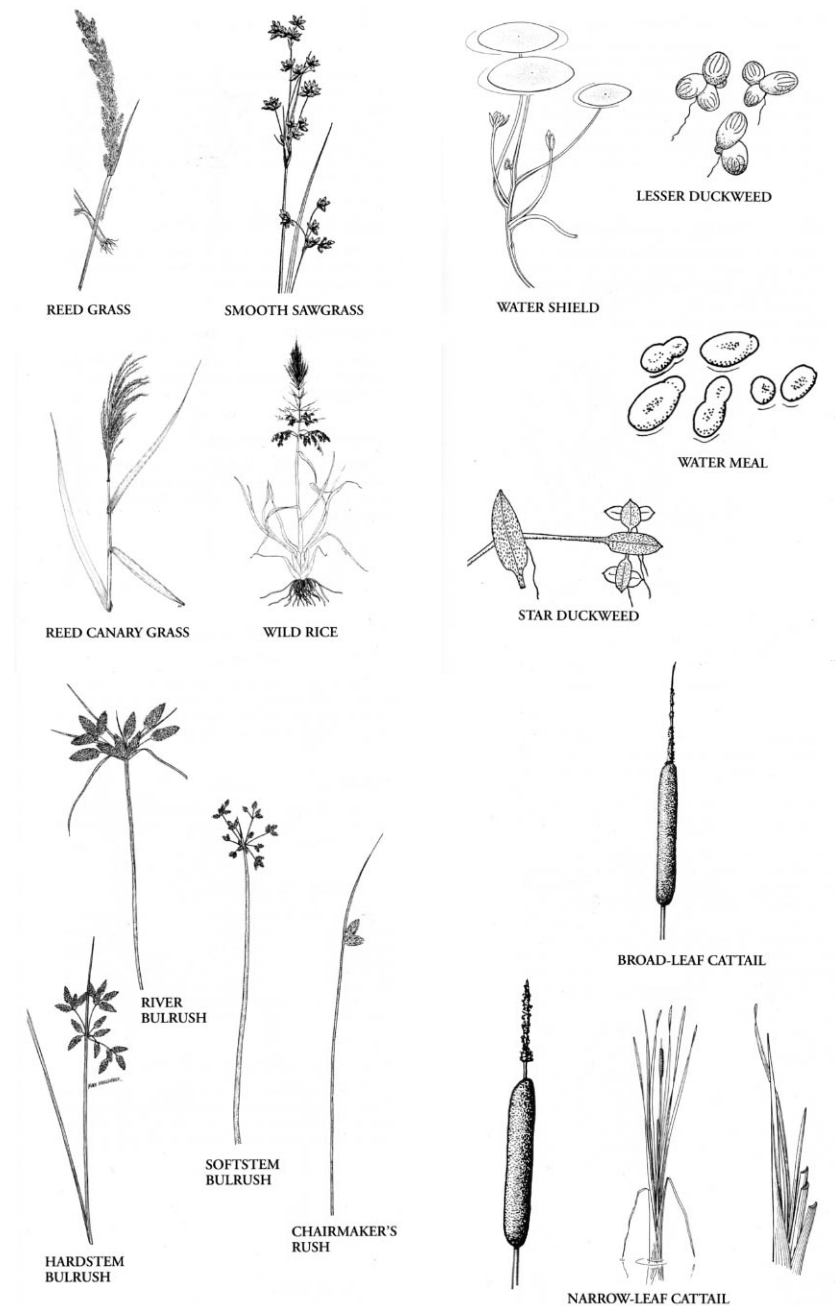 REED GRASS
SMOOTH SAWGRASS
WATER SHIELD
LESSER DUCKWEED
WATER MEAL
REED CANARY GRASS
WILD RICE
STAR DUCKWEED
RIVER
BULRUSH
SOFTSTEM
BULRUSH
CHAIRMAKER'S
RUSH
HARDSTEM
BULRUSH
BROAD-LEAF CATTAIL
NARROW-LEAF CATTAIL